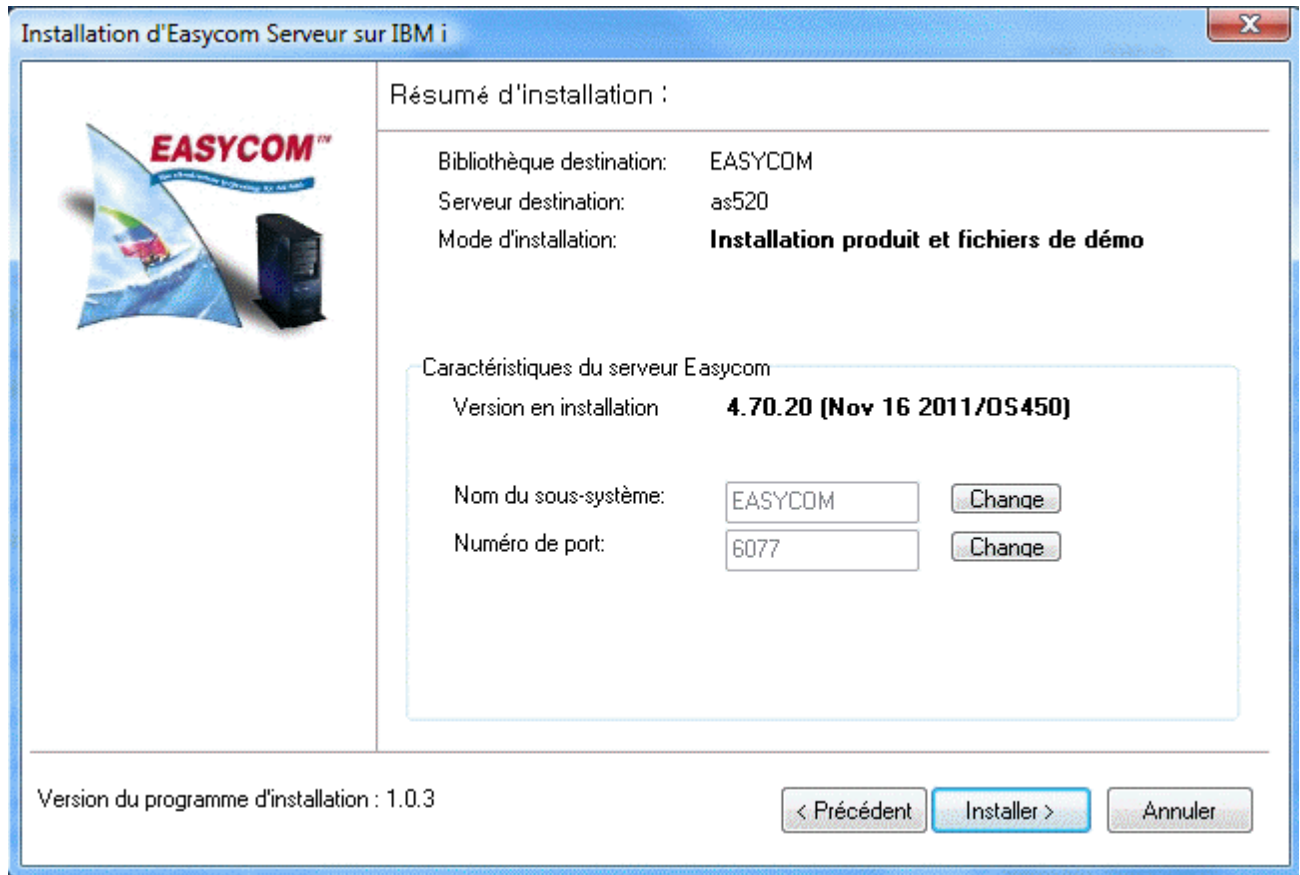 Installation d'Easycom Serveur sur IBM i
EASYCOM™
Résumé d'installation :
Bibliothèque destination: EASYCOM
Serveur destination: as520
Mode d'installation: Installation produit et fichiers de démo
Caractéristiques du serveur Easycom
Version en installation 4.70.20 (Nov 16 2011/OS450)
Nom du sous-système: EASYCOM Change
Numéro de port: 6077 Change
Version du programme d'installation : 1.0.3
< Précédent Installer > Annuler